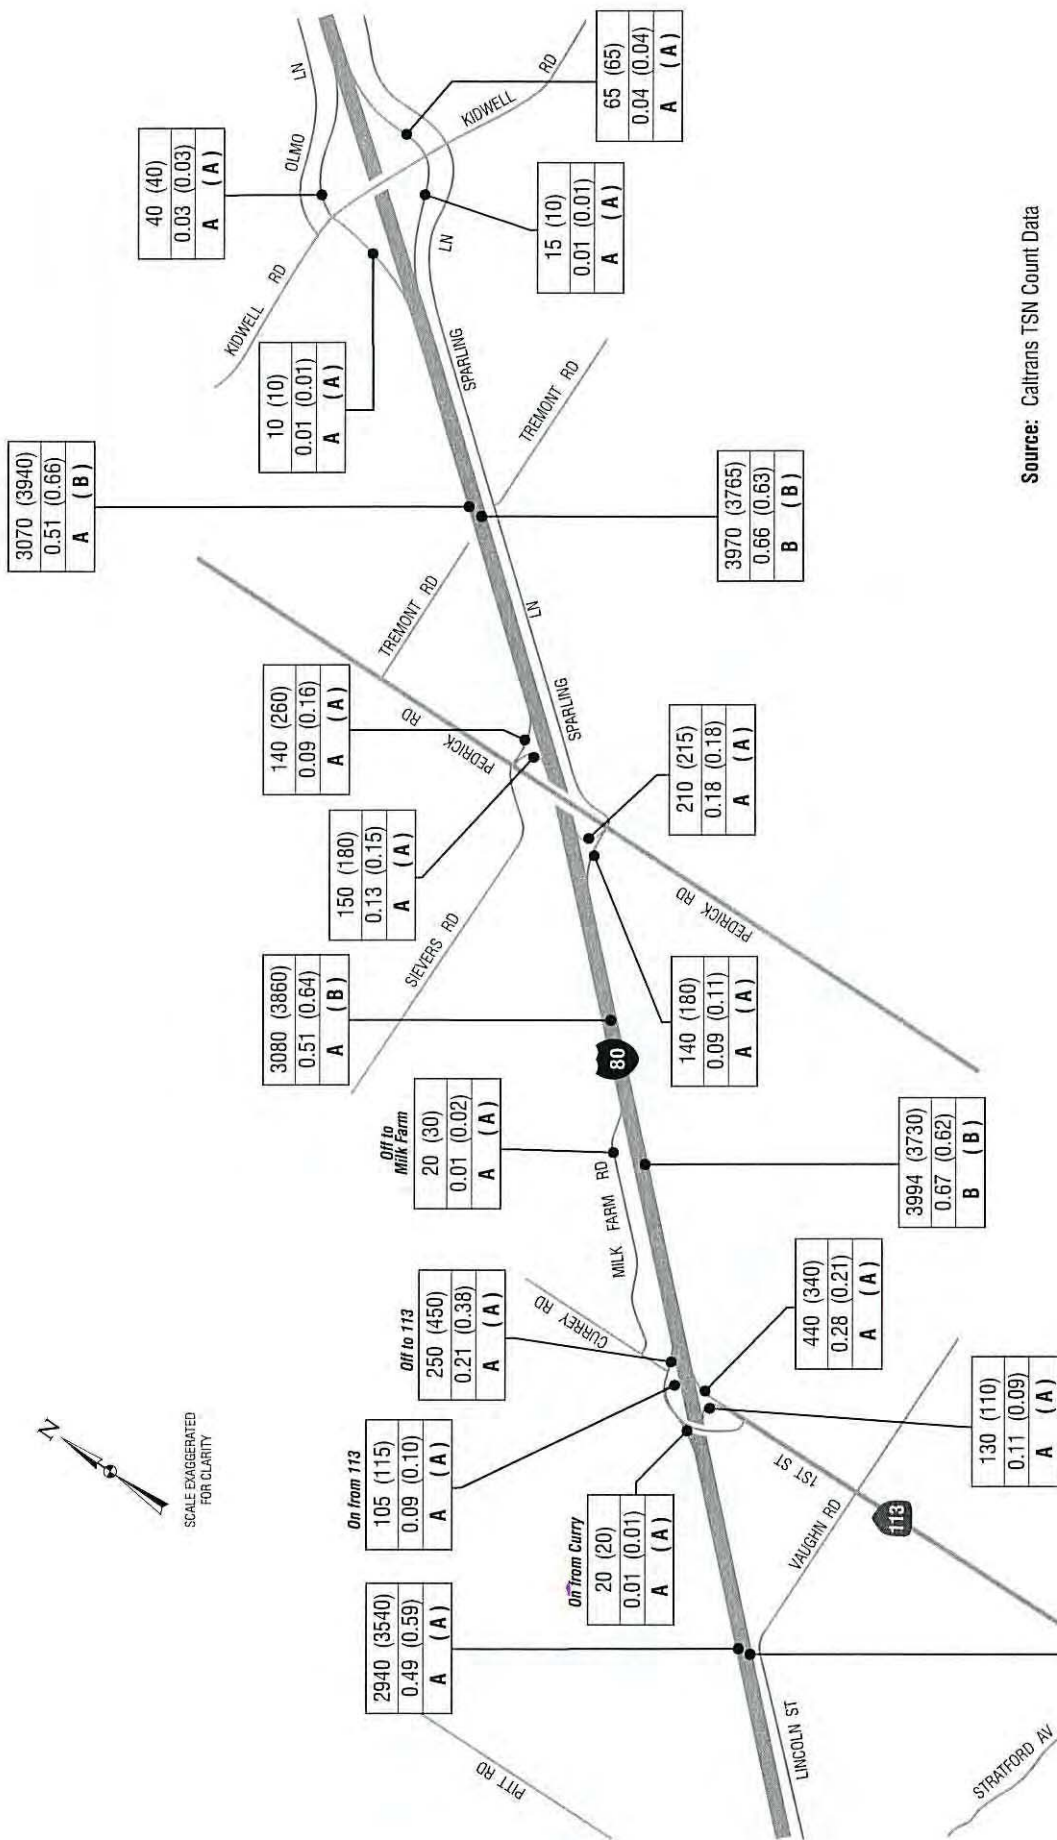 N
SCALE EXAGGERATED
FOR CLARITY
PITT RD
2940 (3540)
0.49 (0.59)
A (A)
On from 113
105 (115)
0.09 (0.10)
A (A)
Off to 113
250 (450)
0.21 (0.38)
A (A)
Off to
Milk Farm
20 (30)
0.01 (0.02)
A (A)
3080 (3860)
0.51 (0.64)
A (B)
150 (180)
0.13 (0.15)
A (A)
140 (260)
0.09 (0.16)
A (A)
3070 (3940)
0.51 (0.66)
A (B)
10 (10)
0.01 (0.01)
A (A)
40 (40)
0.03 (0.03)
A (A)
On from Curry
20 (20)
0.01 (0.01)
A (A)
CURREY RD
MILK FARM RD
SIEVERS RD
PEDRICK RD
TREMONT RD
KIDWELL RD
OLMO LN
80
LINCOLN ST
VAUGHN RD
1ST ST
113
STRATFORD AV
PEDRICK RD
SPARLING LN
TREMONT RD
SPARLING LN
KIDWELL RD
130 (110)
0.11 (0.09)
A (A)
440 (340)
0.28 (0.21)
A (A)
3994 (3730)
0.67 (0.62)
B (B)
140 (180)
0.09 (0.11)
A (A)
210 (215)
0.18 (0.18)
A (A)
3970 (3765)
0.66 (0.63)
B (B)
15 (10)
0.01 (0.01)
A (A)
65 (65)
0.04 (0.04)
A (A)
Source: Caltrans TSN Count Data